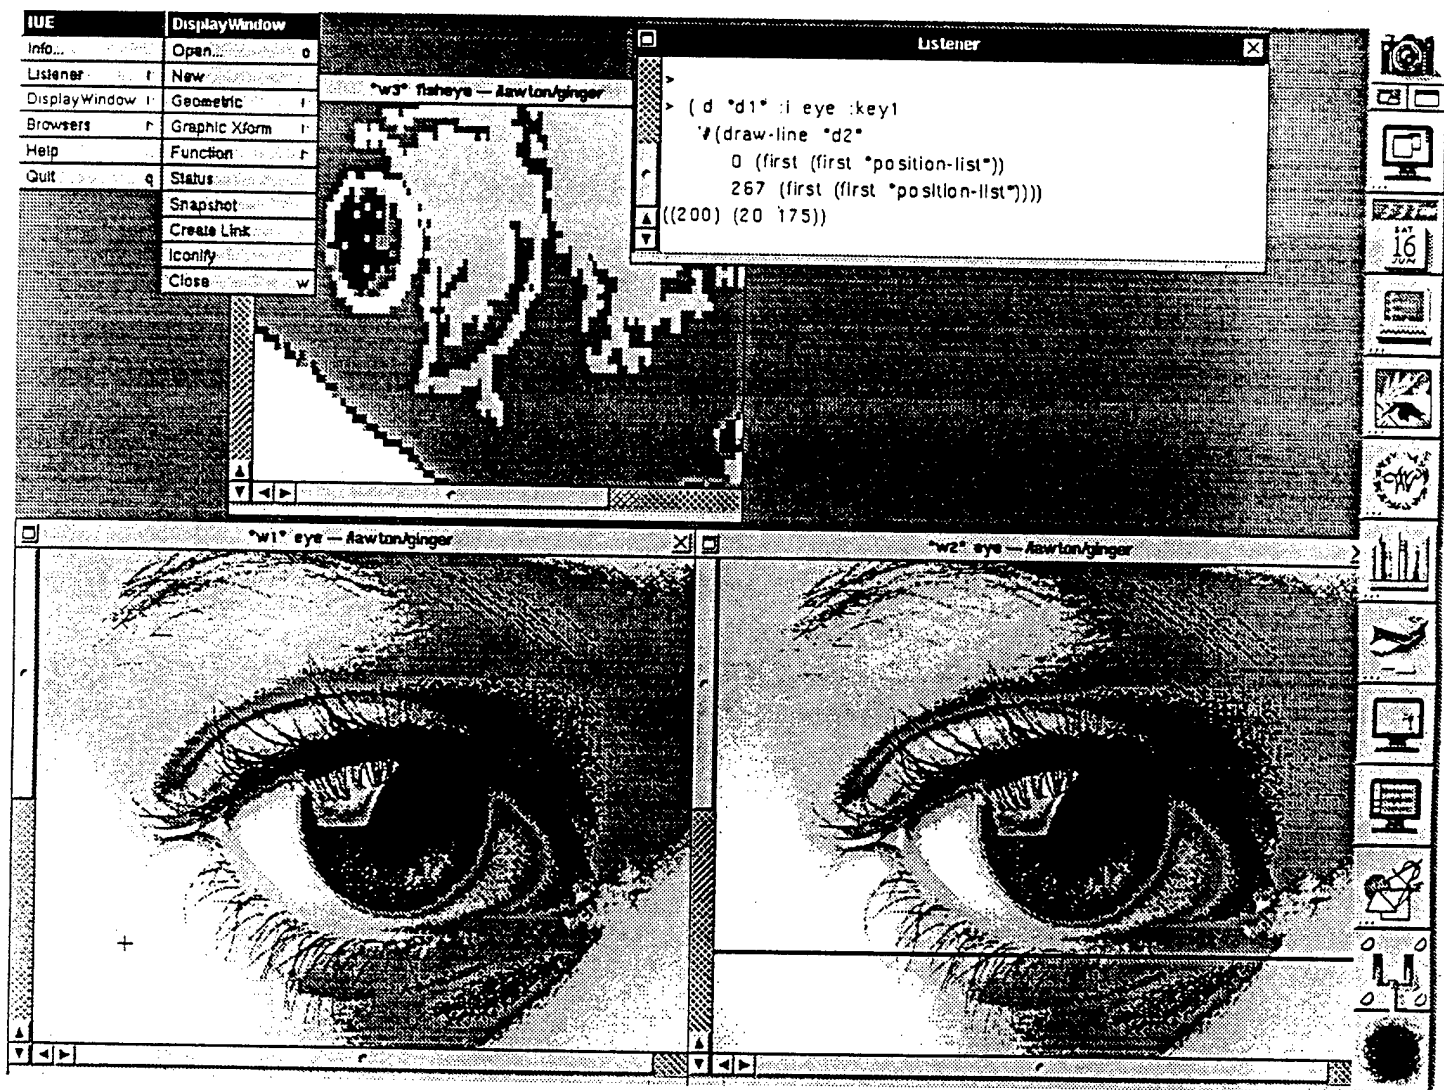 IUE
Info...
Listener
DisplayWindow
Browsers
Help
Quit q
DisplayWindow
Open... o
New
Geometric
Graphic Xform
Function
Status
Snapshot
Create Link
Iconify
Close w
"w3" fisheye — /lawton/ginger
Listener
>
> ( d "d1" :i eye :key1
'#(draw-line "d2"
0 (first (first *position-list*))
267 (first (first *position-list*))))
((200) (20 175))
SAT
16
JUN
"w1" eye — /lawton/ginger
"w2" eye — /lawton/ginger